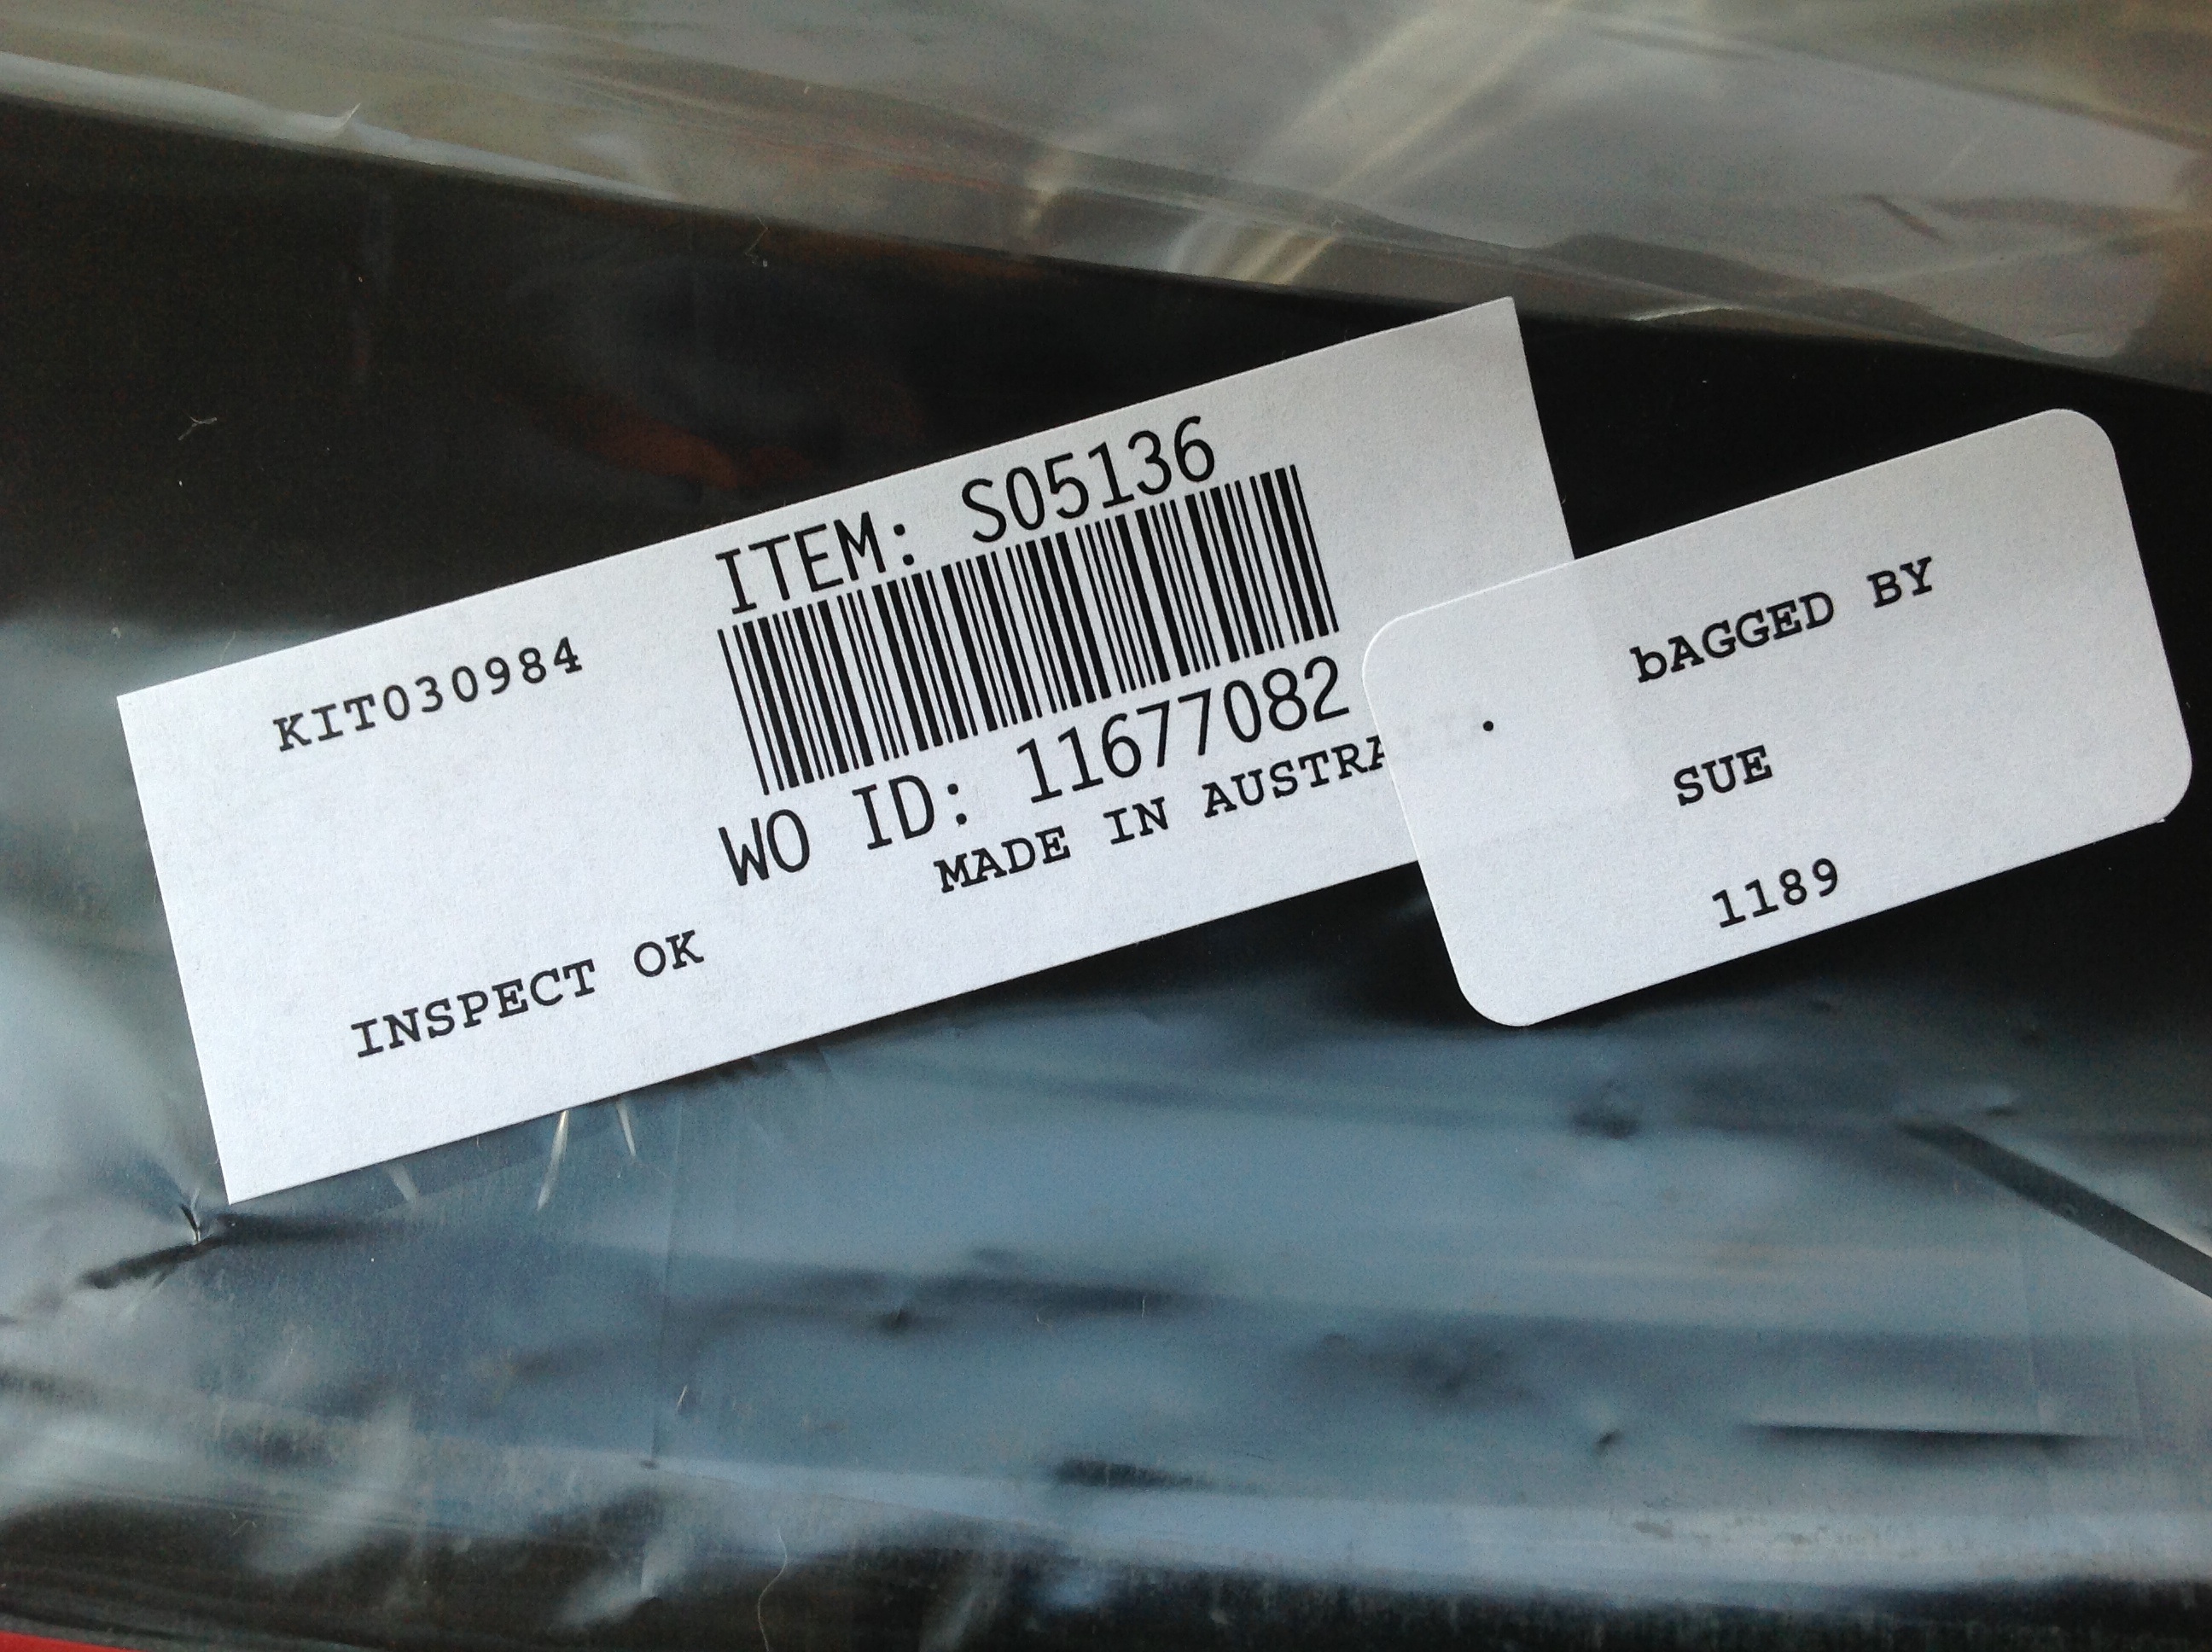 ITEM: S05136
KIT030984
WO ID: 11677082
MADE IN AUSTRA
INSPECT OK
bAGGED BY
.
SUE
1189